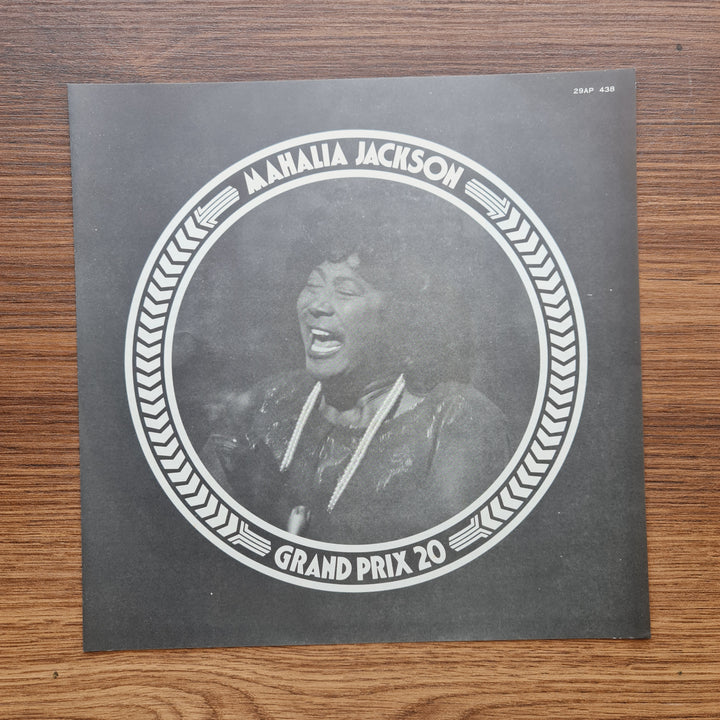 29AP 438
MAHALIA JACKSON
GRAND PRIX 20